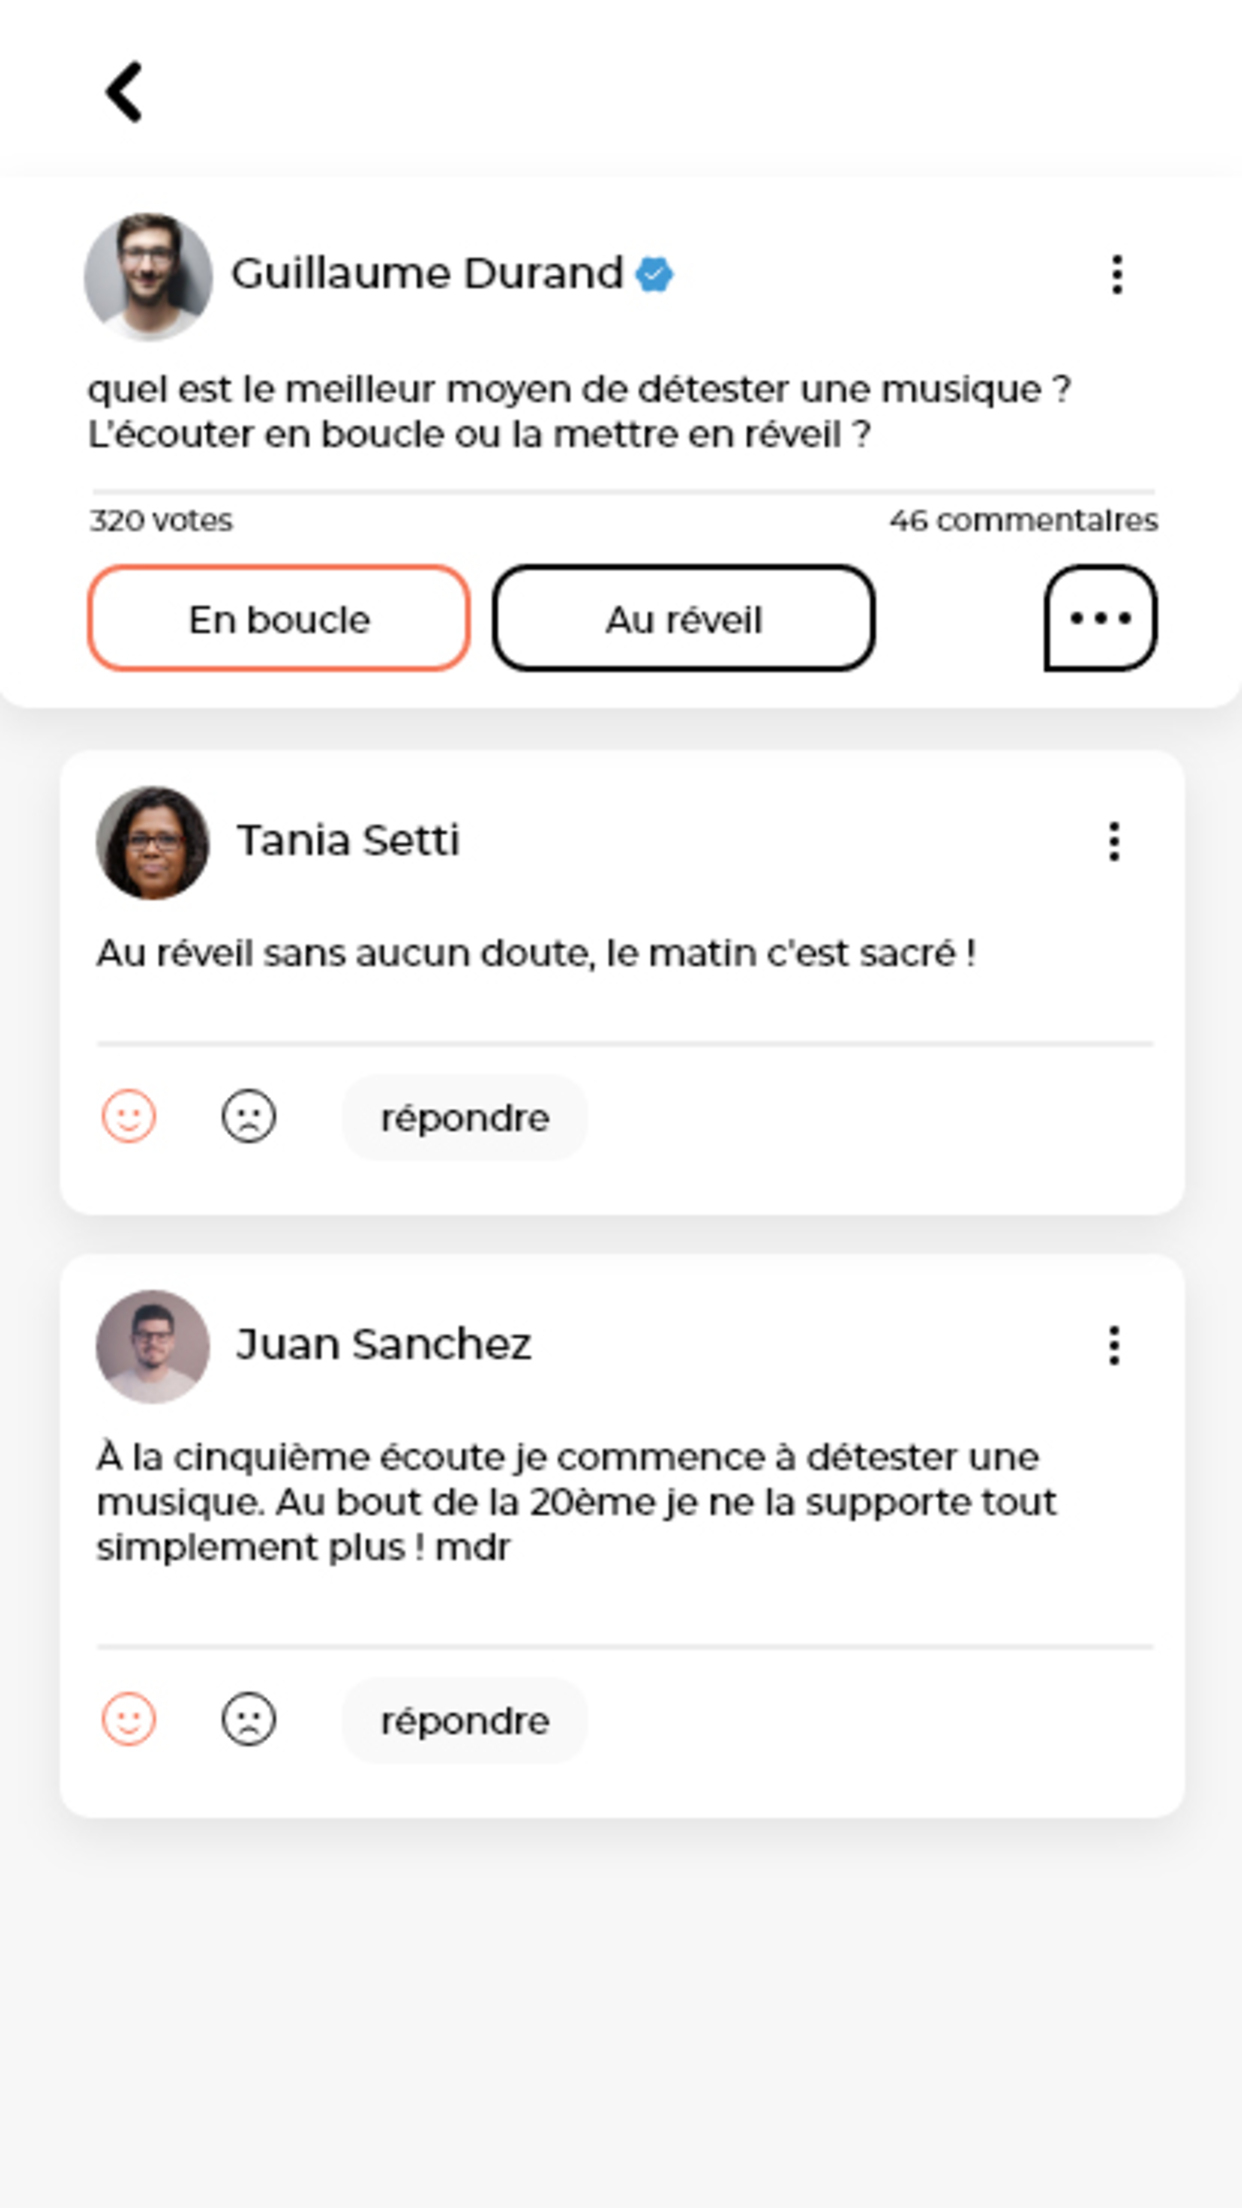 Guillaume Durand
quel est le meilleur moyen de détester une musique ?
L'écouter en boucle ou la mettre en réveil ?
320 votes
46 commentaires
En boucle
Au réveil
Tania Setti
Au réveil sans aucun doute, le matin c'est sacré !
répondre
Juan Sanchez
À la cinquième écoute je commence à détester une
musique. Au bout de la 20ème je ne la supporte tout
simplement plus ! mdr
répondre